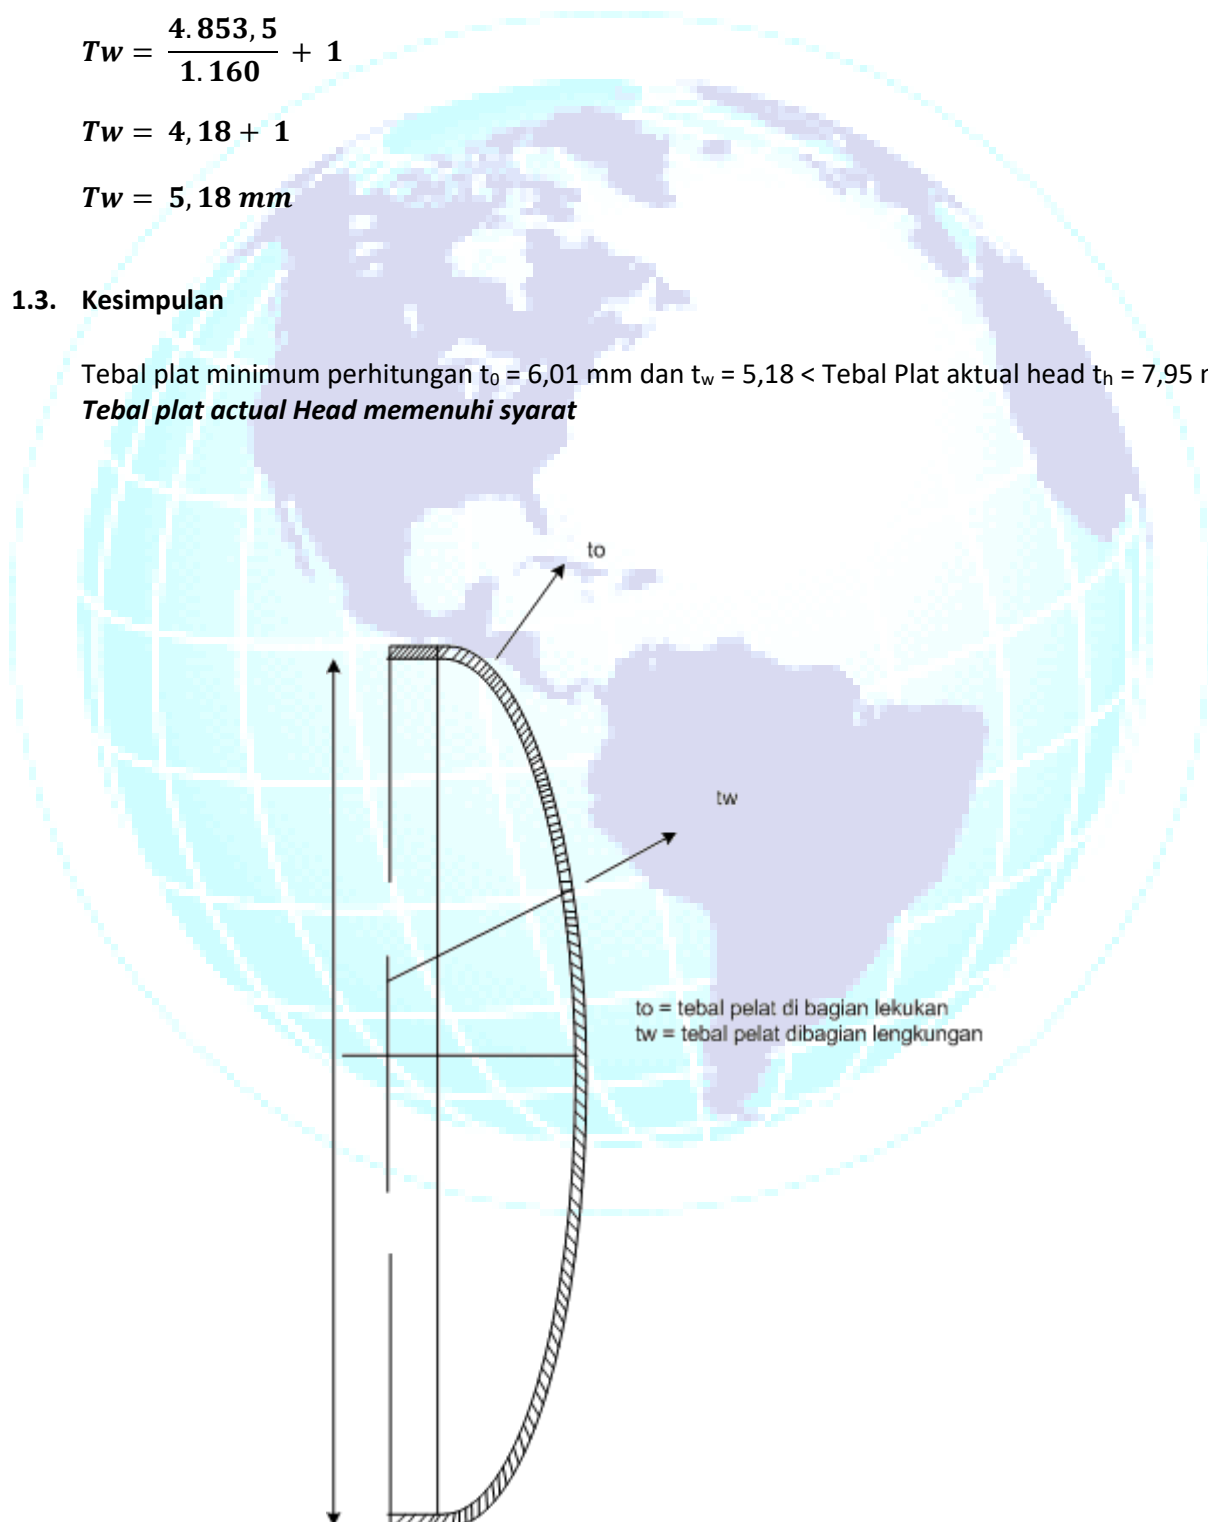 Tw = 4.853,5 / 1.160 + 1
Tw = 4,18 + 1
Tw = 5,18 mm
1.3. Kesimpulan
Tebal plat minimum perhitungan t₀ = 6,01 mm dan tw = 5,18 < Tebal Plat aktual head th = 7,95
Tebal plat actual Head memenuhi syarat
to
tw
to = tebal pelat di bagian lekukan
tw = tebal pelat dibagian lengkungan